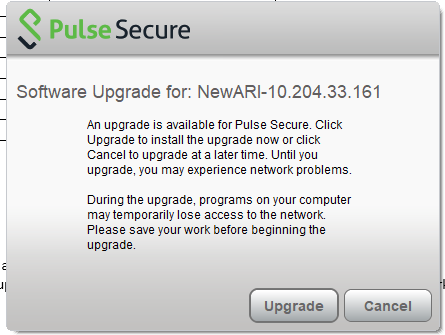 Pulse Secure
Software Upgrade for: NewARI-10.204.33.161
An upgrade is available for Pulse Secure. Click
Upgrade to install the upgrade now or click
Cancel to upgrade at a later time. Until you
upgrade, you may experience network problems.
During the upgrade, programs on your computer
may temporarily lose access to the network.
Please save your work before beginning the
upgrade.
Upgrade Cancel